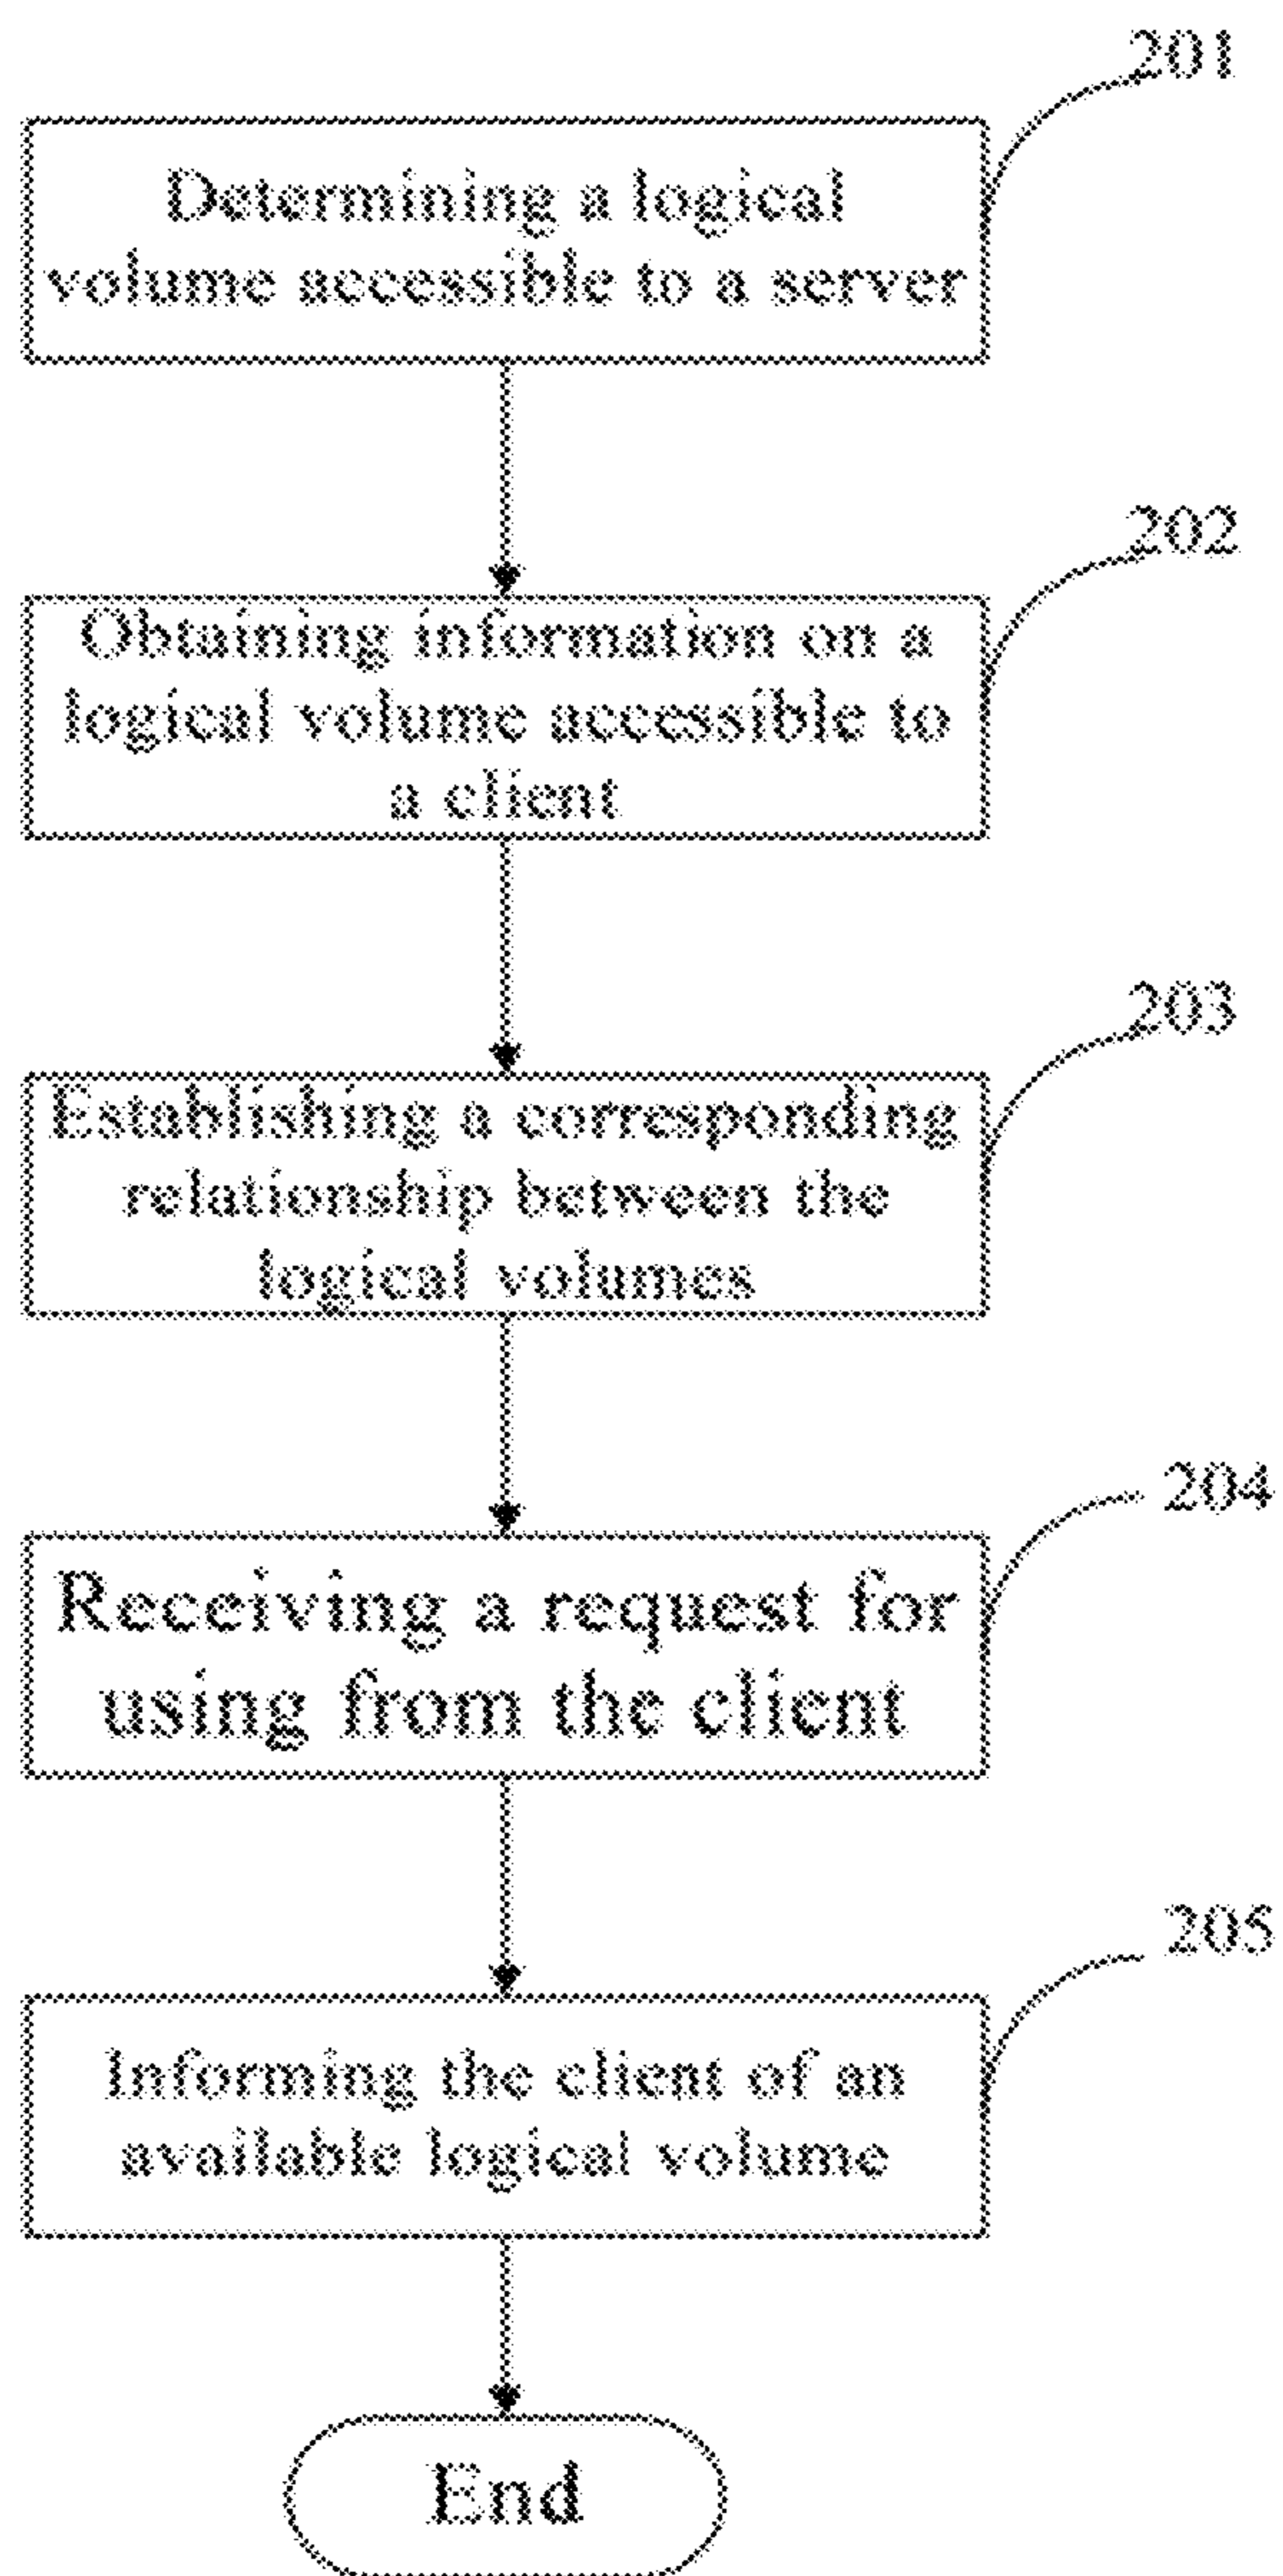 201
Determining a logical
volume accessible to a server
202
Obtaining information on a
logical volume accessible to
a client
203
Establishing a corresponding
relationship between the
logical volumes
204
Receiving a request for
using from the client
205
Informing the client of an
available logical volume
End